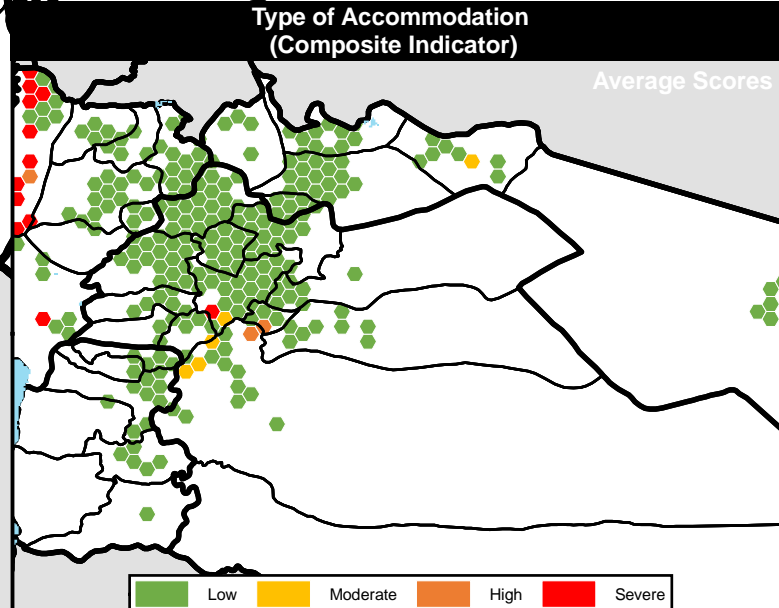 Type of Accommodation
(Composite Indicator)
Average Scores
Low Moderate High Severe